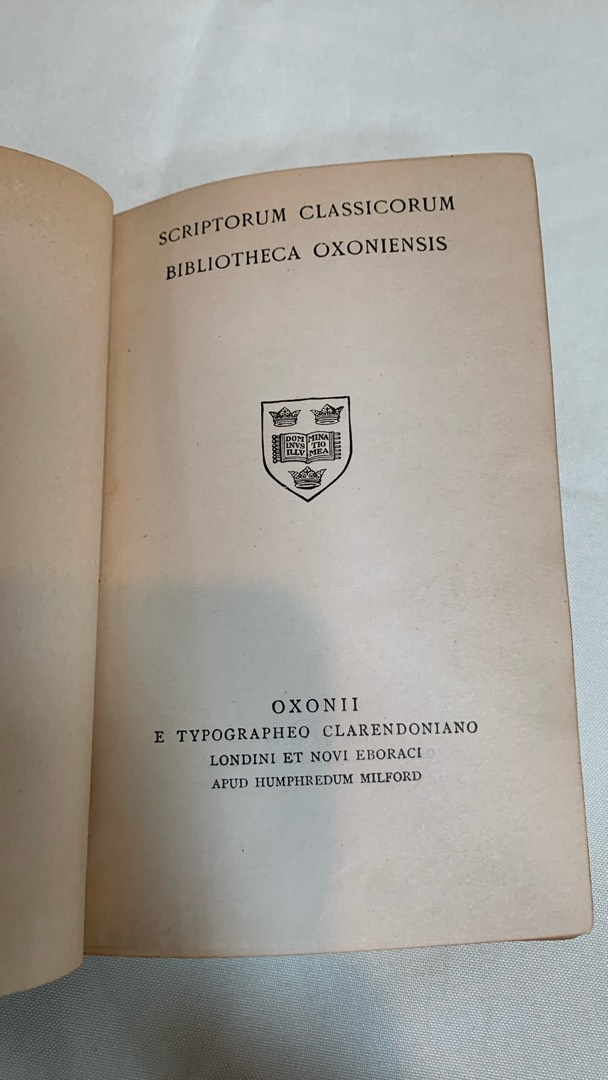 SCRIPTORUM CLASSICORUM
BIBLIOTHECA OXONIENSIS
DOM MINA
INVS TIO
ILLV MEA
OXONII
E TYPOGRAPHEO CLARENDONIANO
LONDINI ET NOVI EBORACI
APUD HUMPHREDUM MILFORD